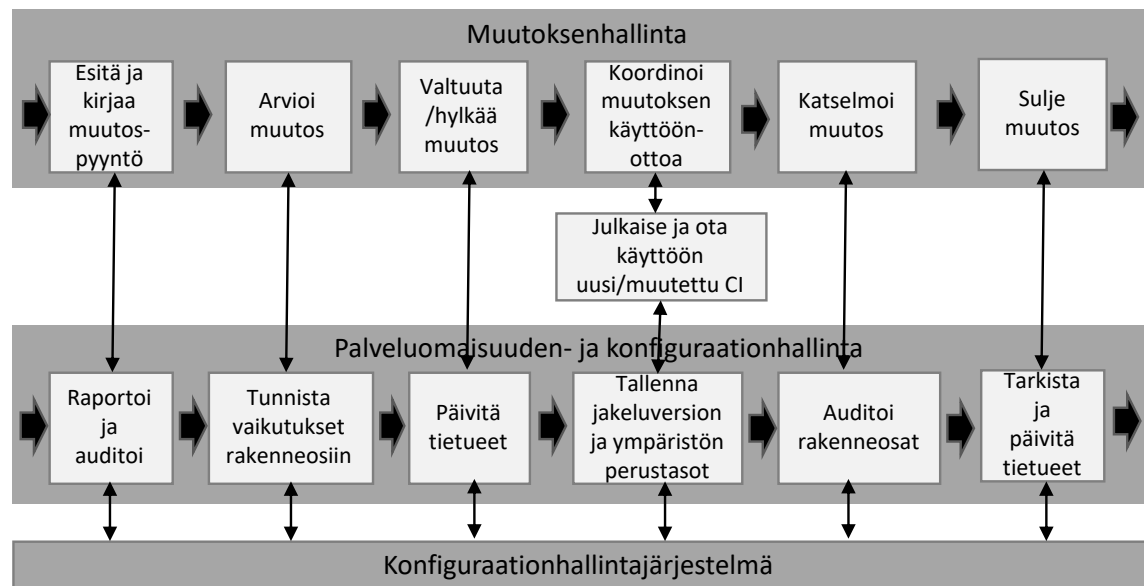 Muutoksenhallinta
Esitä ja
kirjaa
muutos-
pyyntö
Arvioi
muutos
Valtuuta
/hylkää
muutos
Koordinoi
muutoksen
käyttöön-
ottoa
Katselmoi
muutos
Sulje
muutos
Julkaise ja ota
käyttöön
uusi/muutettu CI
Palveluomaisuuden- ja konfiguraationhallinta
Raportoi
ja
auditoi
Tunnista
vaikutukset
rakenneosiin
Päivitä
tietueet
Tallenna
jakeluversion
ja ympäristön
perustasot
Auditoi
rakenneosat
Tarkista
ja
päivitä
tietueet
Konfiguraationhallintajärjestelmä